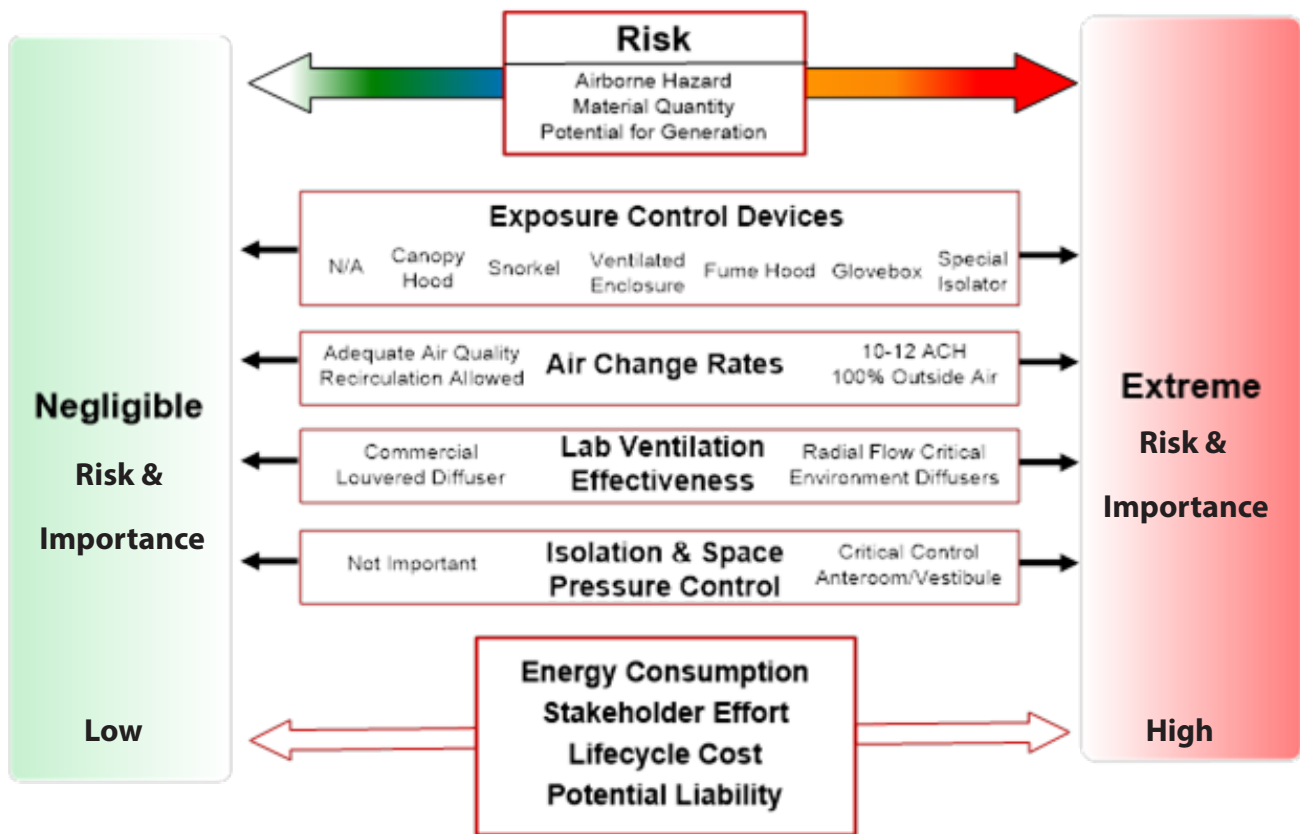 Risk
Airborne Hazard
Material Quantity
Potential for Generation
Exposure Control Devices
N/A
Canopy
Hood
Snorkel
Ventilated
Enclosure
Fume Hood
Glovebox
Special
Isolator
Adequate Air Quality
Recirculation Allowed
Air Change Rates
10-12 ACH
100% Outside Air
Negligible
Risk &
Importance
Low
Commercial
Louvered Diffuser
Lab Ventilation
Effectiveness
Radial Flow Critical
Environment Diffusers
Not Important
Isolation & Space
Pressure Control
Critical Control
Anteroom/Vestibule
Extreme
Risk &
Importance
High
Energy Consumption
Stakeholder Effort
Lifecycle Cost
Potential Liability